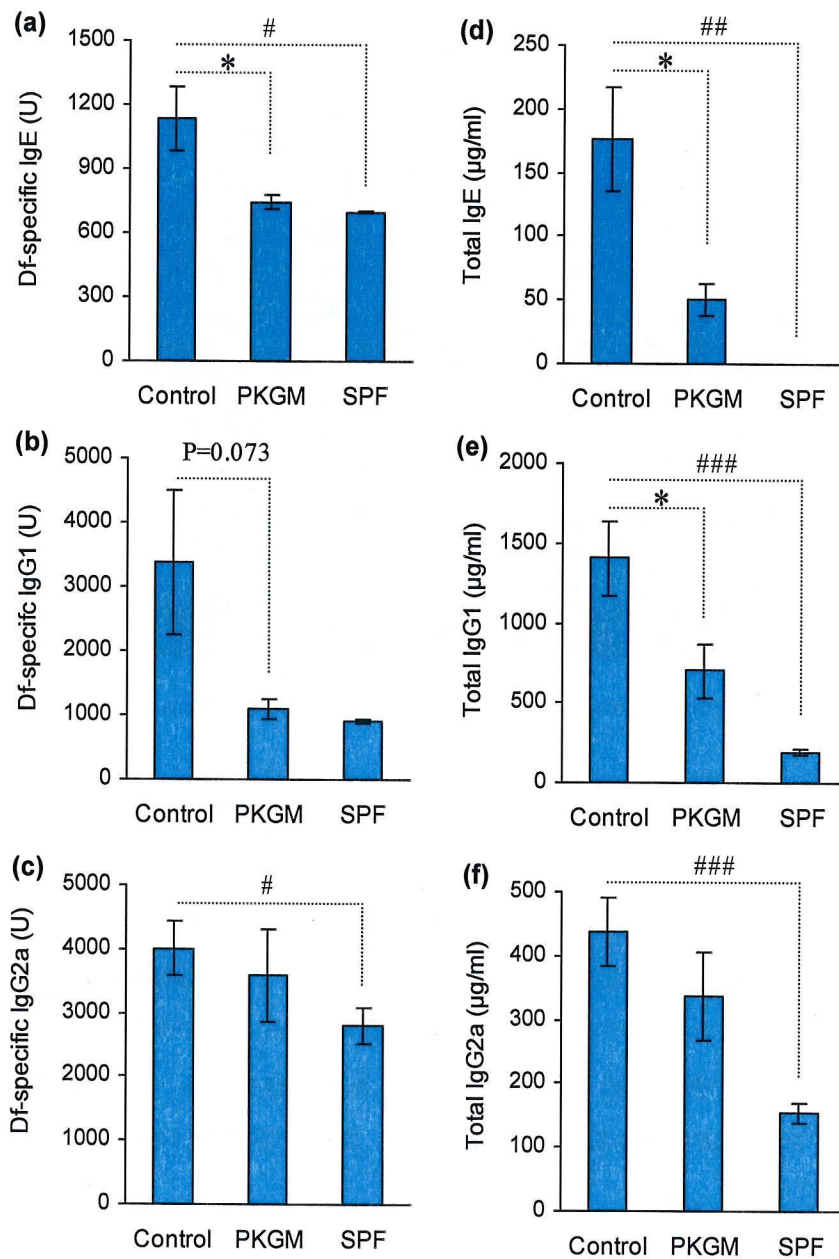 (a)
Df-specific IgE (U)
1500
1200
900
600
300
0
#
*
Control PKGM SPF
(b)
Df-specifc IgG1 (U)
5000
4000
3000
2000
1000
0
P=0.073
Control PKGM SPF
(c)
Df-specific IgG2a (U)
5000
4000
3000
2000
1000
0
#
Control PKGM SPF
(d)
Total IgE (µg/ml)
250
200
150
100
50
0
##
*
Control PKGM SPF
(e)
Total IgG1 (µg/ml)
2000
1500
1000
500
0
###
*
Control PKGM SPF
(f)
Total IgG2a (µg/ml)
500
400
300
200
100
0
###
Control PKGM SPF